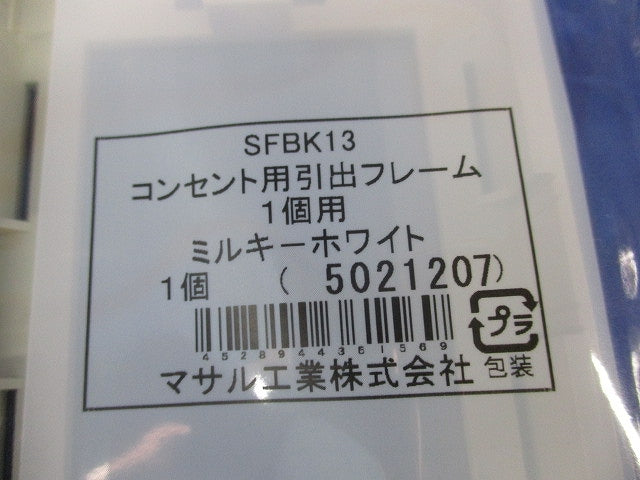 SFBK13
コンセント用引出フレーム
1個用
ミルキーホワイト
1個 （ 5021207）
4528944361569
プラ
マサル工業株式会社 包装